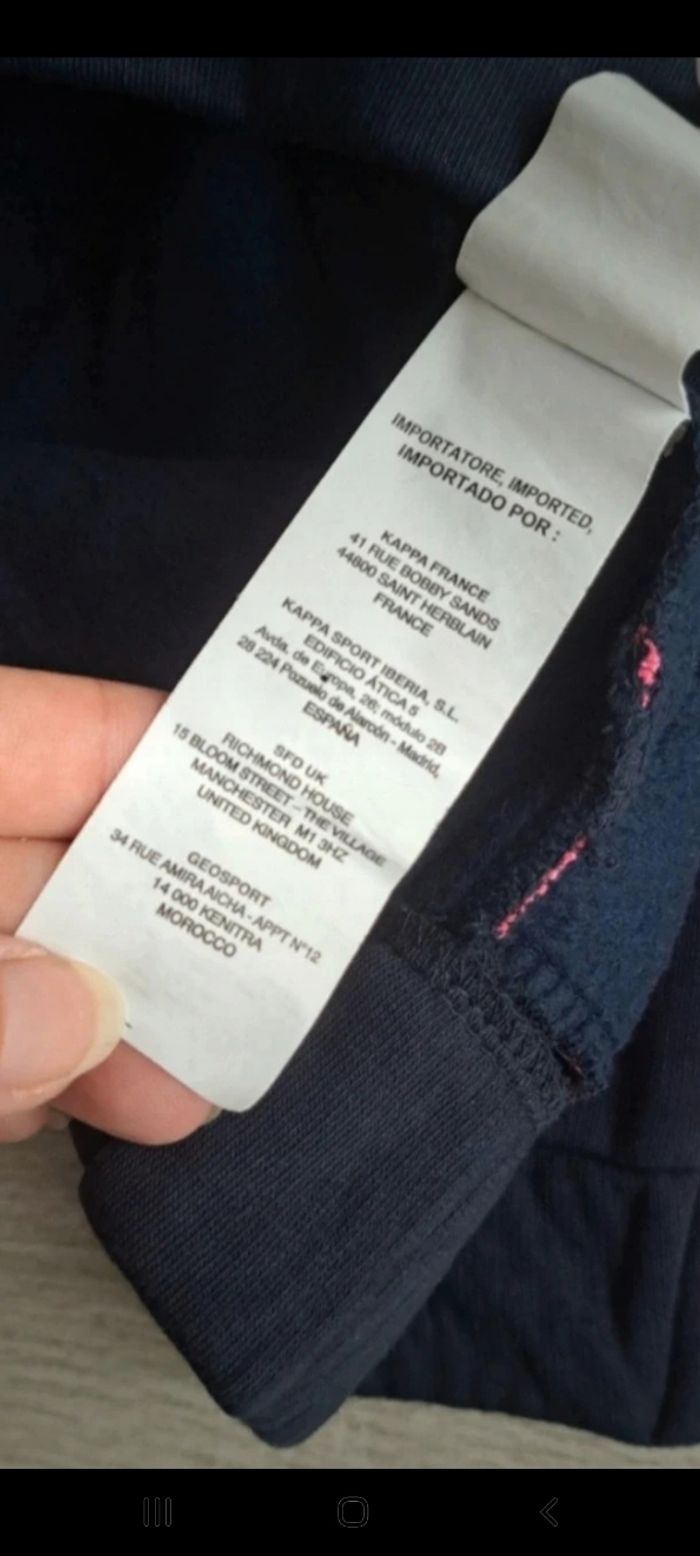 IMPORTATORE, IMPORTED,
IMPORTADO POR :
KAPPA FRANCE
41 RUE BOBBY SANDS
44800 SAINT HERBLAIN
FRANCE
KAPPA SPORT IBERIA, S.L.
EDIFICIO ÁTICA 5
Avda. de Europa, 26; módulo 2B
28 224 Pozuelo de Alarcón - Madrid,
ESPAÑA
SFD UK
RICHMOND HOUSE
15 BLOOM STREET - THE VILLAGE
MANCHESTER M1 3HZ
UNITED KINGDOM
GEOSPORT
34 RUE AMIRA AICHA - APPT N°12
14 000 KENITRA
MOROCCO